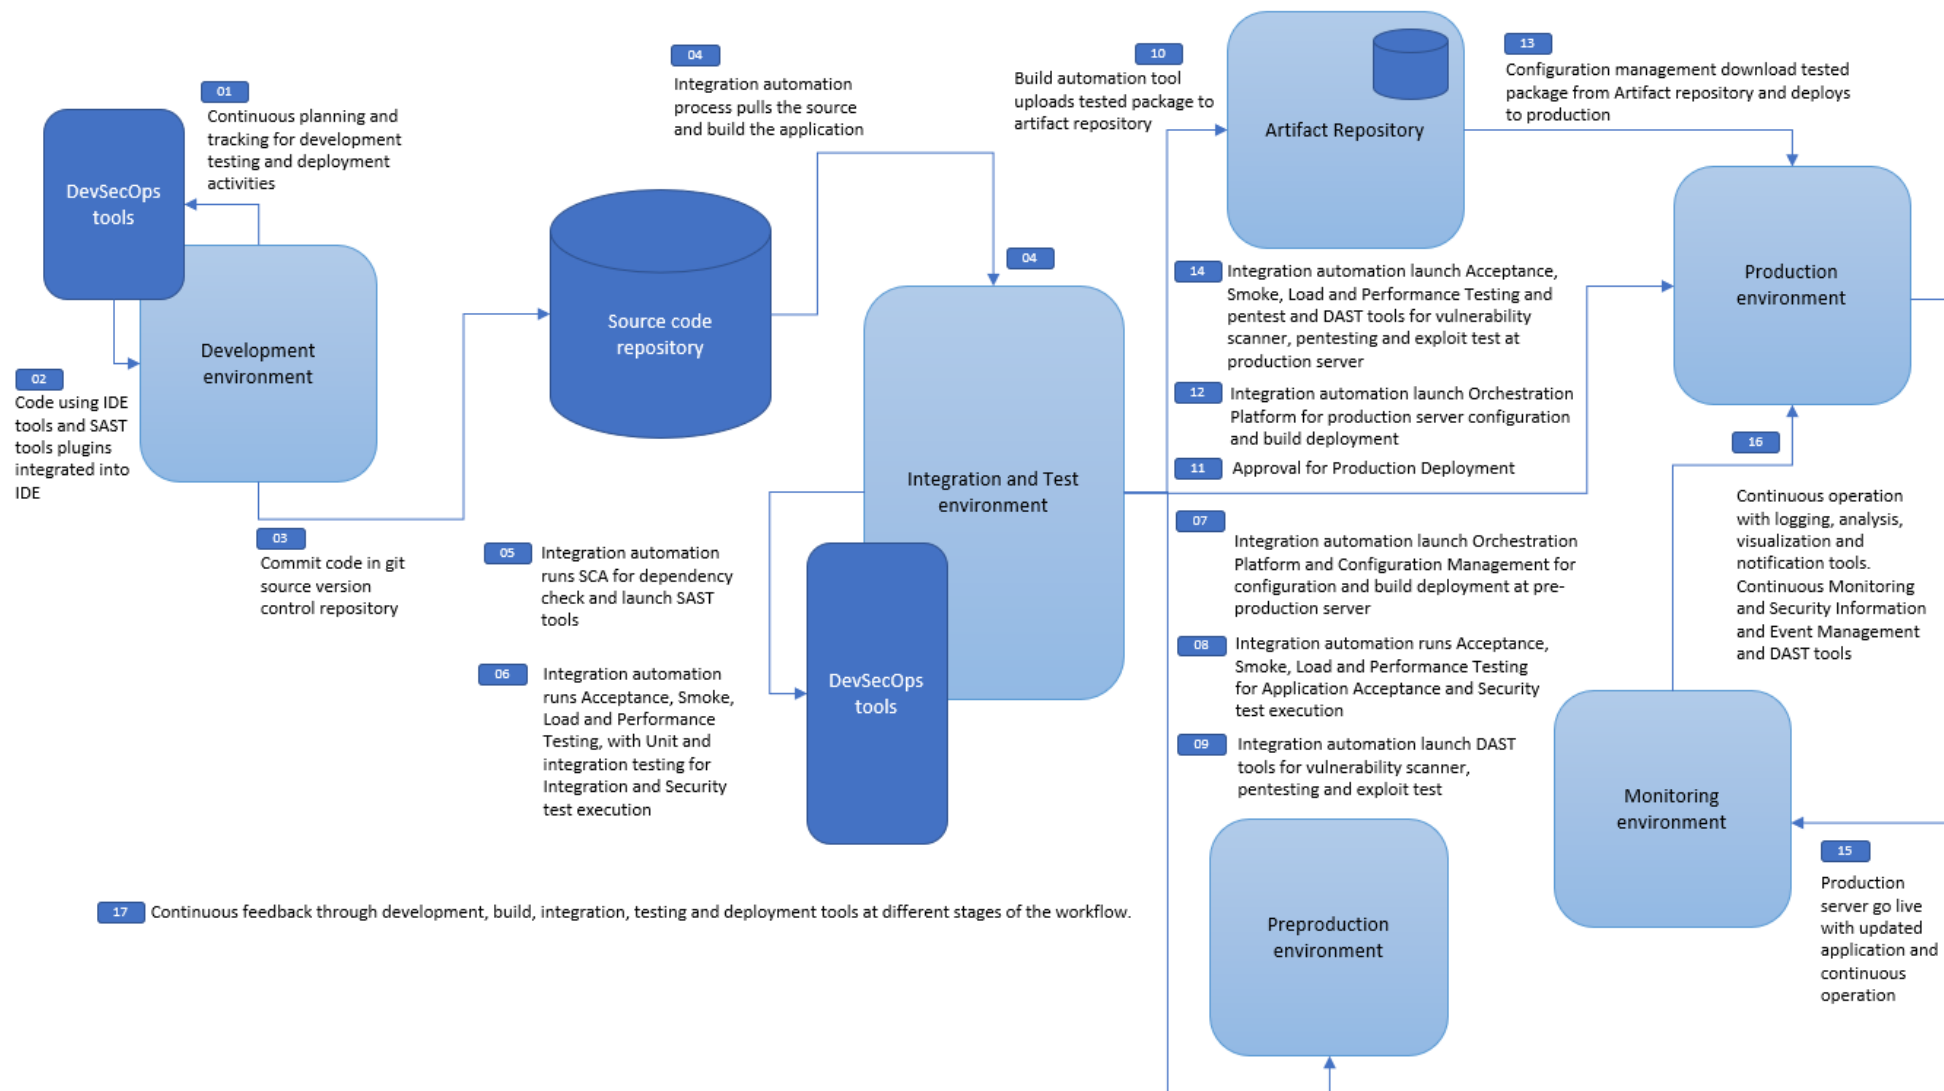 01
Continuous planning and
tracking for development
testing and deployment
activities
DevSecOps
tools
Development
environment
02
Code using IDE
tools and SAST
tools plugins
integrated into
IDE
03
Commit code in git
source version
control repository
04
Integration automation
process pulls the source
and build the application
Source code
repository
04
Integration and Test
environment
DevSecOps
tools
05
Integration automation
runs SCA for dependency
check and launch SAST
tools
06
Integration automation
runs Acceptance, Smoke,
Load and Performance
Testing, with Unit and
integration testing for
Integration and Security
test execution
10
Build automation tool
uploads tested package to
artifact repository
Artifact Repository
13
Configuration management download tested
package from Artifact repository and deploys
to production
Production
environment
14
Integration automation launch Acceptance,
Smoke, Load and Performance Testing and
pentest and DAST tools for vulnerability
scanner, pentesting and exploit test at
production server
12
Integration automation launch Orchestration
Platform for production server configuration
and build deployment
11
Approval for Production Deployment
07
Integration automation launch Orchestration
Platform and Configuration Management for
configuration and build deployment at pre-
production server
08
Integration automation runs Acceptance,
Smoke, Load and Performance Testing
for Application Acceptance and Security
test execution
09
Integration automation launch DAST
tools for vulnerability scanner,
pentesting and exploit test
Preproduction
environment
16
Continuous operation
with logging, analysis,
visualization and
notification tools.
Continuous Monitoring
and Security Information
and Event Management
and DAST tools
Monitoring
environment
15
Production
server go live
with updated
application and
continuous
operation
17
Continuous feedback through development, build, integration, testing and deployment tools at different stages of the workflow.